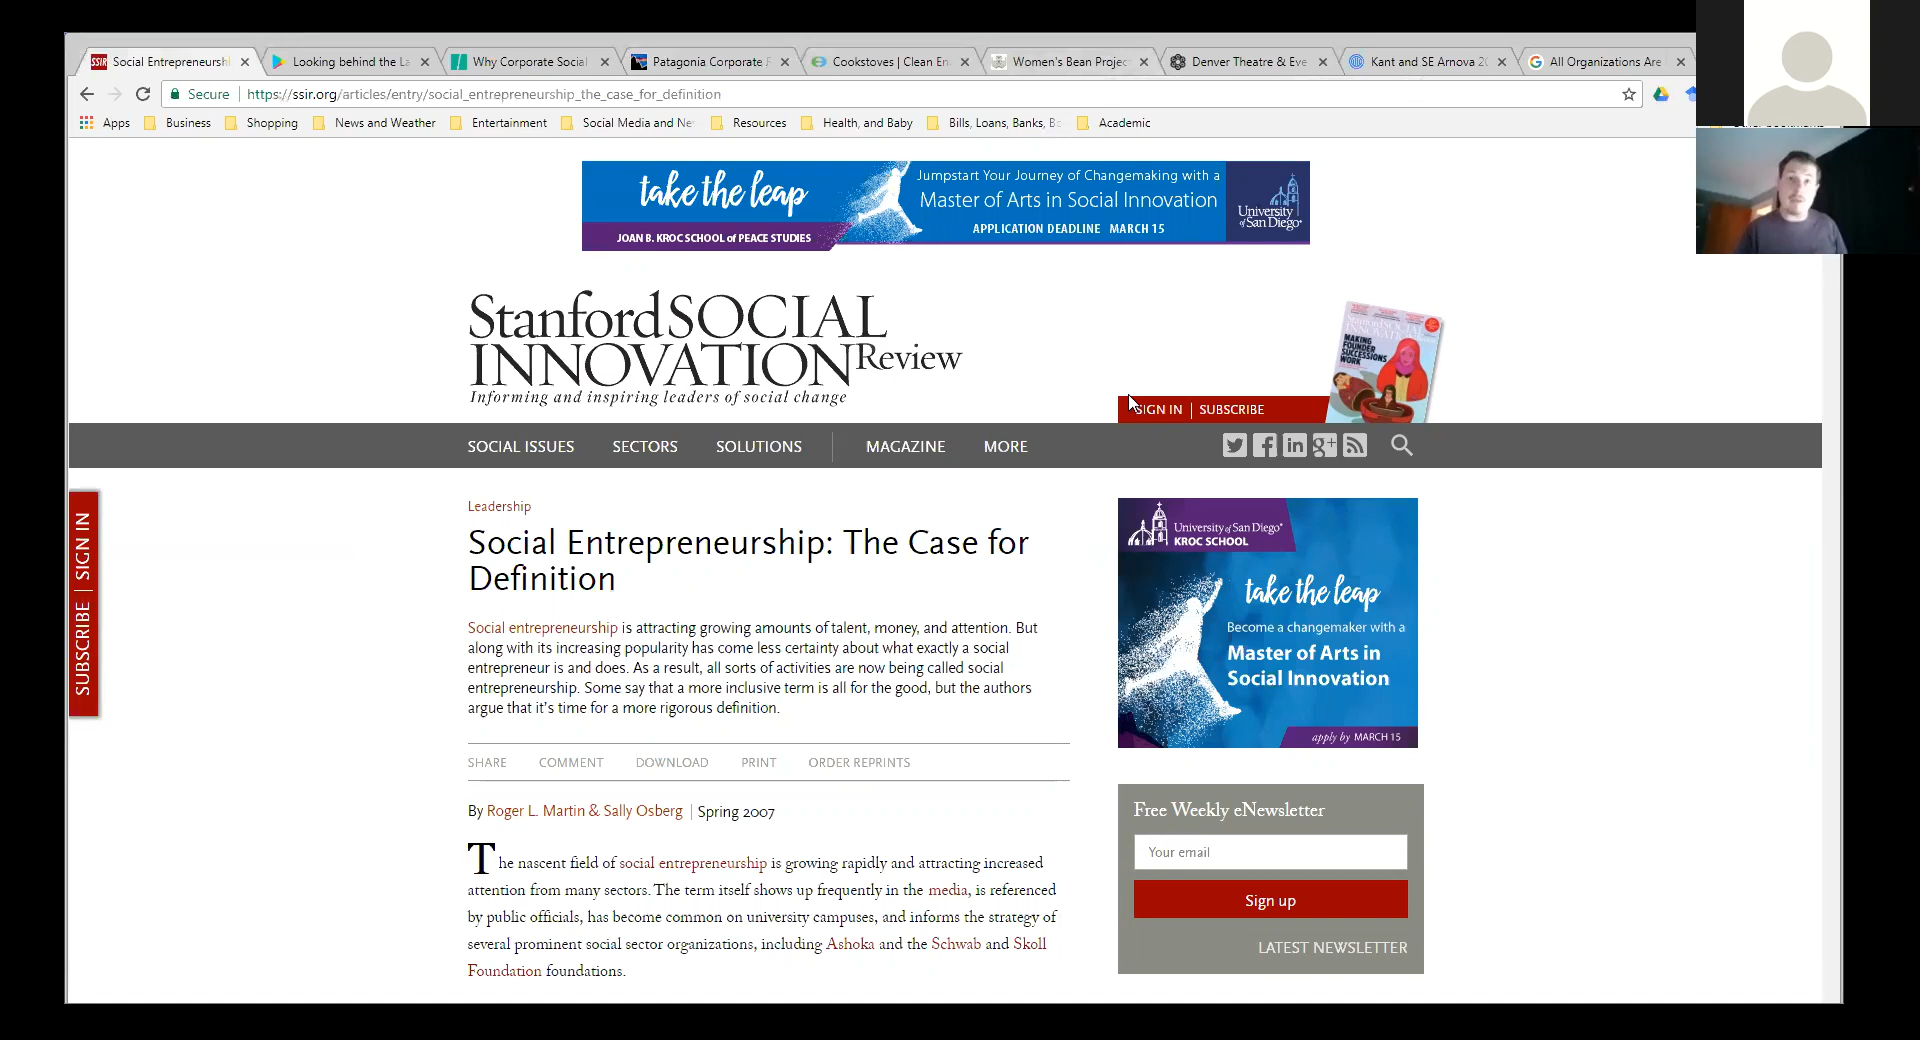 Social Entrepreneurshi
Looking behind the La
Why Corporate Social
Patagonia Corporate
Cookstoves | Clean En
Women's Bean Projec
Denver Theatre & Eve
Kant and SE Arnova 20
All Organizations Are
Secure
https://ssir.org/articles/entry/social_entrepreneurship_the_case_for_definition
Apps
Business
Shopping
News and Weather
Entertainment
Social Media and Ne
Resources
Health, and Baby
Bills, Loans, Banks, Bo
Academic
take the leap
JOAN B. KROC SCHOOL of PEACE STUDIES
Jumpstart Your Journey of Changemaking with a
Master of Arts in Social Innovation
APPLICATION DEADLINE MARCH 15
University
of San Diego
Stanford SOCIAL
INNOVATION Review
Informing and inspiring leaders of social change
MAKING
FOUNDER
SUCCESSIONS
WORK
SIGN IN | SUBSCRIBE
SOCIAL ISSUES
SECTORS
SOLUTIONS
MAGAZINE
MORE
SUBSCRIBE | SIGN IN
Leadership
Social Entrepreneurship: The Case for
Definition
Social entrepreneurship is attracting growing amounts of talent, money, and attention. But
along with its increasing popularity has come less certainty about what exactly a social
entrepreneur is and does. As a result, all sorts of activities are now being called social
entrepreneurship. Some say that a more inclusive term is all for the good, but the authors
argue that it's time for a more rigorous definition.
SHARE
COMMENT
DOWNLOAD
PRINT
ORDER REPRINTS
By Roger L. Martin & Sally Osberg | Spring 2007
The nascent field of social entrepreneurship is growing rapidly and attracting increased
attention from many sectors. The term itself shows up frequently in the media, is referenced
by public officials, has become common on university campuses, and informs the strategy of
several prominent social sector organizations, including Ashoka and the Schwab and Skoll
Foundation foundations.
University of San Diego
KROC SCHOOL
take the leap
Become a changemaker with a
Master of Arts in
Social Innovation
apply by MARCH 15
Free Weekly eNewsletter
Your email
Sign up
LATEST NEWSLETTER